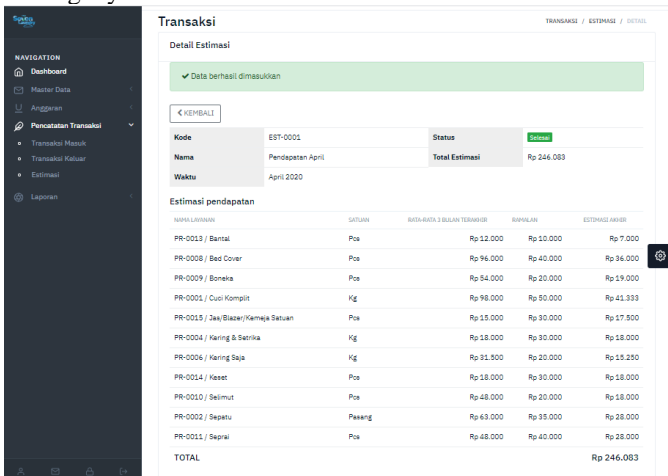 Transaksi
TRANSAKSI / ESTIMASI / DETAIL
NAVIGATION
Dashboard
Master Data
Anggaran
Pencatatan Transaksi
Transaksi Masuk
Transaksi Keluar
Estimasi
Laporan
Detail Estimasi
Data berhasil dimasukkan
KEMBALI
Kode EST-0001 Status Selesai
Nama Pendapatan April Total Estimasi Rp 246.083
Waktu April 2020
Estimasi pendapatan
NAMA LAYANAN SATUAN RATA-RATA 3 BULAN TERAKHIR RAMALAN ESTIMASI AKHIR
PR-0013 / Bantal Pcs Rp 12.000 Rp 10.000 Rp 7.000
PR-0008 / Bed Cover Pcs Rp 96.000 Rp 40.000 Rp 36.000
PR-0009 / Boneka Pcs Rp 54.000 Rp 20.000 Rp 19.000
PR-0001 / Cuci Komplit Kg Rp 98.000 Rp 50.000 Rp 41.333
PR-0015 / Jas/Blazer/Kemeja Satuan Pcs Rp 15.000 Rp 30.000 Rp 17.500
PR-0004 / Kering & Setrika Kg Rp 18.000 Rp 30.000 Rp 18.000
PR-0006 / Kering Saja Kg Rp 31.500 Rp 20.000 Rp 15.250
PR-0014 / Keset Pcs Rp 18.000 Rp 30.000 Rp 18.000
PR-0010 / Selimut Pcs Rp 48.000 Rp 20.000 Rp 18.000
PR-0002 / Sepatu Pasang Rp 63.000 Rp 35.000 Rp 28.000
PR-0011 / Seprai Pcs Rp 48.000 Rp 40.000 Rp 28.000
TOTAL Rp 246.083